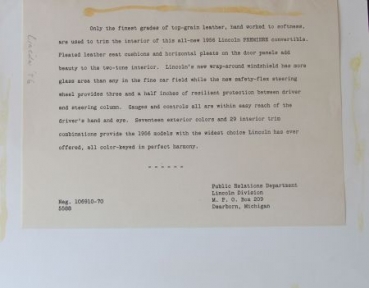 Only the finest grades of top-grain leather, hand worked to softness,
are used to trim the interior of this all-new 1956 Lincoln PREMIERE convertible.
Pleated leather seat cushions and horizontal pleats on the door panels add
beauty to the two-tone interior. Lincoln's new wrap-around windshield has more
glass area than any in the fine car field while the new safety-flex steering
wheel provides three and a half inches of resilient protection between driver
and steering column. Gauges and controls all are within easy reach of the
driver's hand and eye. Seventeen exterior colors and 29 interior trim
combinations provide the 1956 models with the widest choice Lincoln has ever
offered, all color-keyed in perfect harmony.
- - - - - -
Public Relations Department
Lincoln Division
M. P. O. Box 205
Dearborn, Michigan
Neg. 106910-70
5588